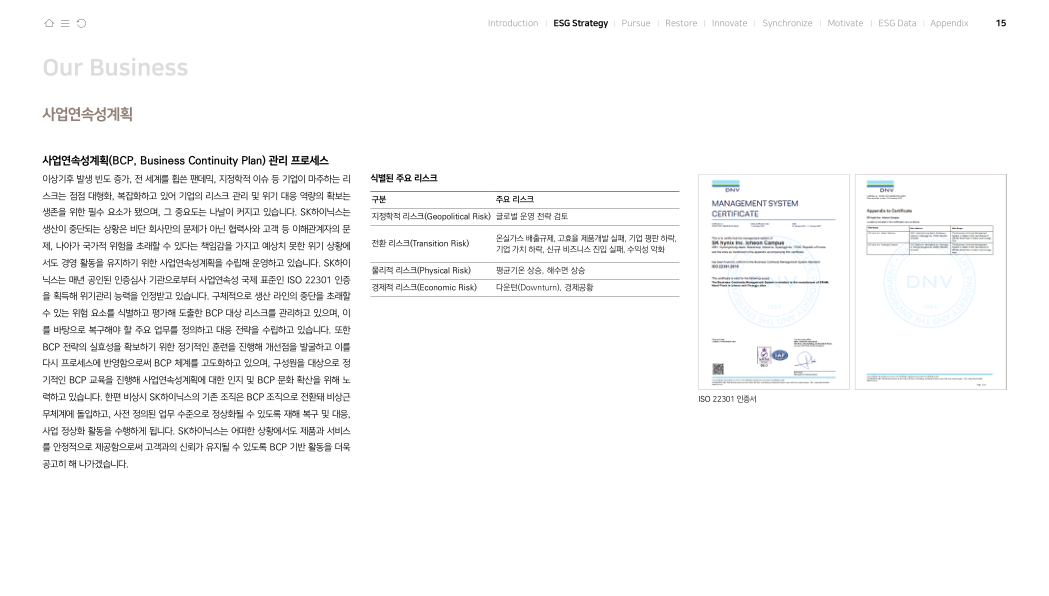 Introduction | ESG Strategy | Pursue | Restore | Innovate | Synchronize | Motivate | ESG Data | Appendix 15
Our Business
사업연속성계획
사업연속성계획(BCP, Business Continuity Plan) 관리 프로세스
이상기후 발생 빈도 증가, 전 세계를 휩쓴 팬데믹, 지정학적 이슈 등 기업이 마주하는 리
스크는 점점 대형화, 복잡화하고 있어 기업의 리스크 관리 및 위기 대응 역량의 확보는
생존을 위한 필수 요소가 됐으며, 그 중요도는 나날이 커지고 있습니다. SK하이닉스는
생산이 중단되는 상황은 비단 회사만의 문제가 아닌 협력사와 고객 등 이해관계자의 문
제, 나아가 국가적 위험을 초래할 수 있다는 책임감을 가지고 예상치 못한 위기 상황에
서도 경영 활동을 유지하기 위한 사업연속성계획을 수립해 운영하고 있습니다. SK하이
닉스는 매년 공인된 인증심사 기관으로부터 사업연속성 국제 표준인 ISO 22301 인증
을 획득해 위기관리 능력을 인정받고 있습니다. 구체적으로 생산 라인의 중단을 초래할
수 있는 위험 요소를 식별하고 평가해 도출한 BCP 대상 리스크를 관리하고 있으며, 이
를 바탕으로 복구해야 할 주요 업무를 정의하고 대응 전략을 수립하고 있습니다. 또한
BCP 전략의 실효성을 확보하기 위한 정기적인 훈련을 진행해 개선점을 발굴하고 이를
다시 프로세스에 반영함으로써 BCP 체계를 고도화하고 있으며, 구성원을 대상으로 정
기적인 BCP 교육을 진행해 사업연속성계획에 대한 인지 및 BCP 문화 확산을 위해 노
력하고 있습니다. 한편 비상시 SK하이닉스의 기존 조직은 BCP 조직으로 전환돼 비상근
무체계에 돌입하고, 사전 정의된 업무 수준으로 정상화될 수 있도록 재해 복구 및 대응,
사업 정상화 활동을 수행하게 됩니다. SK하이닉스는 어떠한 상황에서도 제품과 서비스
를 안정적으로 제공함으로써 고객과의 신뢰가 유지될 수 있도록 BCP 기반 활동을 더욱
공고히 해 나가겠습니다.
식별된 주요 리스크
구분 주요 리스크
지정학적 리스크(Geopolitical Risk) 글로벌 운영 전략 검토
전환 리스크(Transition Risk) 온실가스 배출규제, 고효율 제품개발 실패, 기업 평판 하락,
기업 가치 하락, 신규 비즈니스 진입 실패, 수익성 악화
물리적 리스크(Physical Risk) 평균기온 상승, 해수면 상승
경제적 리스크(Economic Risk) 다운턴(Downturn), 경제공황
DNV
MANAGEMENT SYSTEM
CERTIFICATE
SK hynix Inc. Icheon Campus
ISO 22301:2019
DNV
Appendix to Certificate
DNV
ISO 22301 인증서